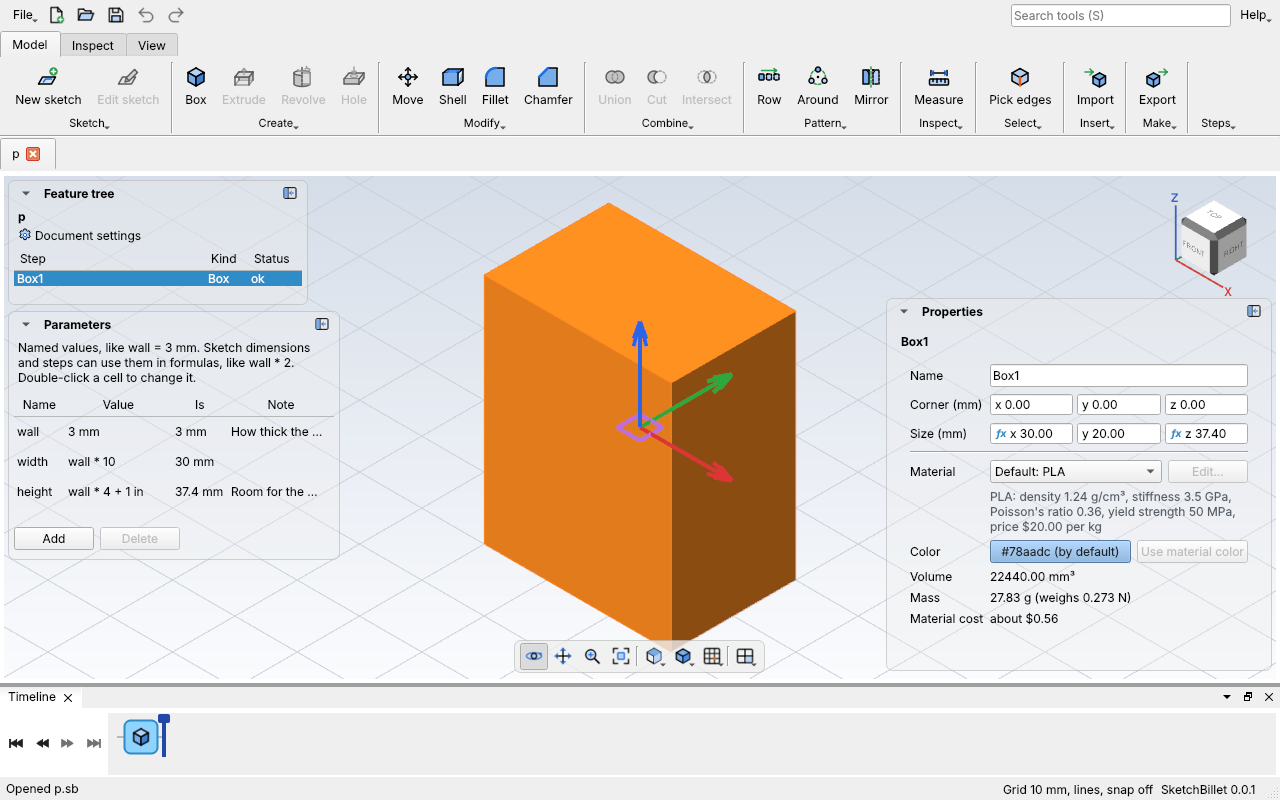 File
Search tools (S)
Help
Model
Inspect
View
New sketch
Edit sketch
Box
Extrude
Revolve
Hole
Move
Shell
Fillet
Chamfer
Union
Cut
Intersect
Row
Around
Mirror
Measure
Pick edges
Import
Export
Sketch
Create
Modify
Combine
Pattern
Inspect
Select
Insert
Make
Steps
p
Feature tree
p
Document settings
Step Kind Status
Box1 Box ok
Parameters
Named values, like wall = 3 mm. Sketch dimensions
and steps can use them in formulas, like wall * 2.
Double-click a cell to change it.
Name Value Is Note
wall 3 mm 3 mm How thick the ...
width wall * 10 30 mm
height wall * 4 + 1 in 37.4 mm Room for the ...
Add
Delete
Z
TOP
FRONT
RIGHT
X
Properties
Box1
Name Box1
Corner (mm) x 0.00 y 0.00 z 0.00
Size (mm) fx x 30.00 y 20.00 fx z 37.40
Material Default: PLA Edit...
PLA: density 1.24 g/cm³, stiffness 3.5 GPa,
Poisson's ratio 0.36, yield strength 50 MPa,
price $20.00 per kg
Color #78aadc (by default) Use material color
Volume 22440.00 mm³
Mass 27.83 g (weighs 0.273 N)
Material cost about $0.56
Timeline
Opened p.sb
Grid 10 mm, lines, snap off SketchBillet 0.0.1